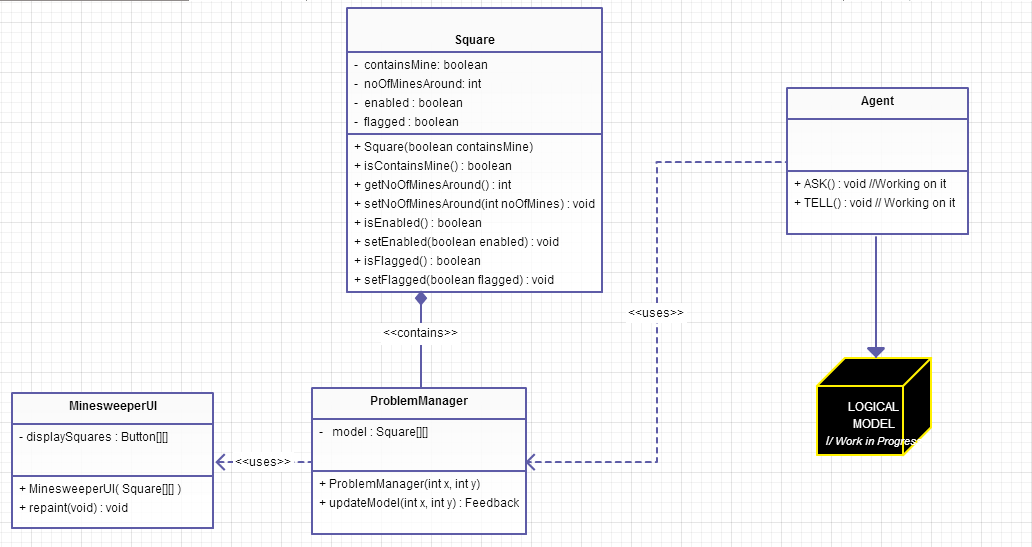 Square
- containsMine: boolean
- noOfMinesAround: int
- enabled : boolean
- flagged : boolean
+ Square(boolean containsMine)
+ isContainsMine() : boolean
+ getNoOfMinesAround() : int
+ setNoOfMinesAround(int noOfMines) : void
+ isEnabled() : boolean
+ setEnabled(boolean enabled) : void
+ isFlagged() : boolean
+ setFlagged(boolean flagged) : void
Agent
+ ASK() : void //Working on it
+ TELL() : void // Working on it
<<uses>>
<<contains>>
LOGICAL
MODEL
// Work in Progres
MinesweeperUI
- displaySquares : Button[][]
+ MinesweeperUI( Square[][] )
+ repaint(void) : void
<<uses>>
ProblemManager
- model : Square[][]
+ ProblemManager(int x, int y)
+ updateModel(int x, int y) : Feedback